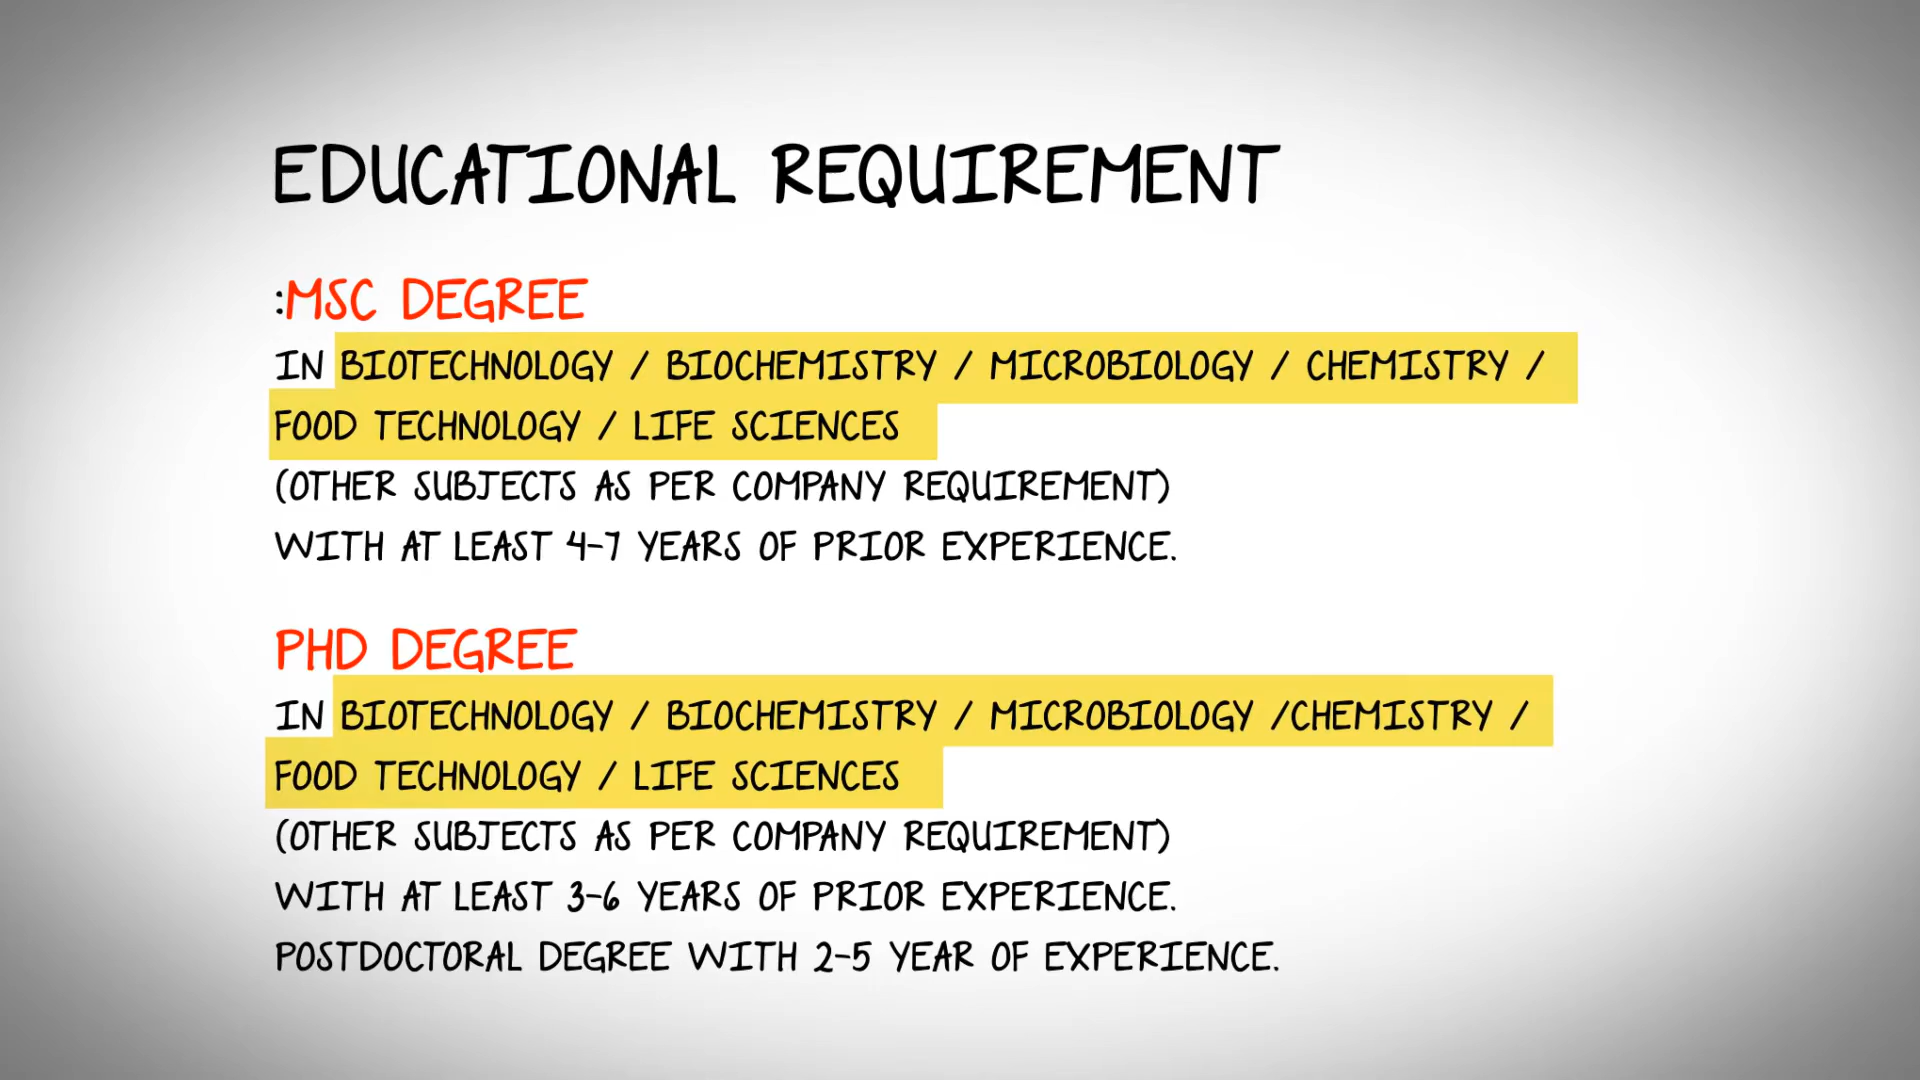 EDUCATIONAL REQUIREMENT
:MSC DEGREE
IN BIOTECHNOLOGY / BIOCHEMISTRY / MICROBIOLOGY / CHEMISTRY /
FOOD TECHNOLOGY / LIFE SCIENCES
(OTHER SUBJECTS AS PER COMPANY REQUIREMENT)
WITH AT LEAST 4-7 YEARS OF PRIOR EXPERIENCE.
PHD DEGREE
IN BIOTECHNOLOGY / BIOCHEMISTRY / MICROBIOLOGY /CHEMISTRY /
FOOD TECHNOLOGY / LIFE SCIENCES
(OTHER SUBJECTS AS PER COMPANY REQUIREMENT)
WITH AT LEAST 3-6 YEARS OF PRIOR EXPERIENCE.
POSTDOCTORAL DEGREE WITH 2-5 YEAR OF EXPERIENCE.